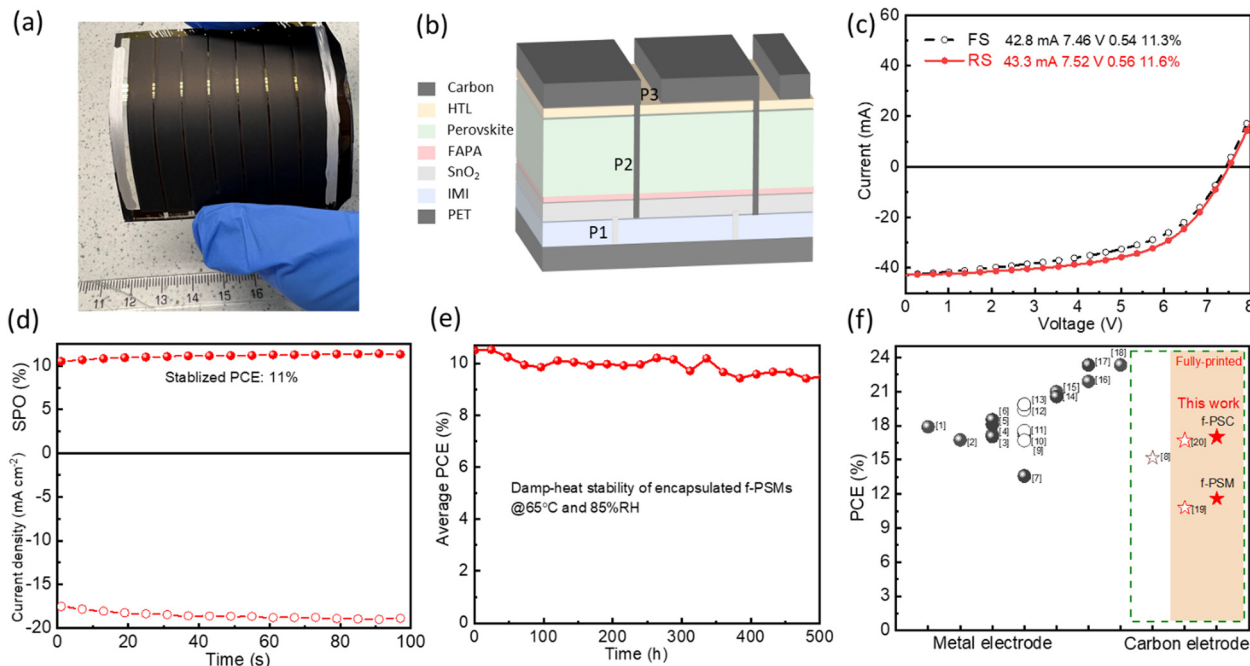 (a)
11 12 13 14 15 16
(b)
Carbon
HTL
Perovskite
FAPA
SnO₂
IMI
PET
P3
P2
P1
(c)
FS 42.8 mA 7.46 V 0.54 11.3%
RS 43.3 mA 7.52 V 0.56 11.6%
Current (mA)
40
20
0
-20
-40
0 1 2 3 4 5 6 7 8
Voltage (V)
(d)
SPO (%)
Current density (mA cm⁻²)
10
5
0
-5
-10
-15
-20
Stablized PCE: 11%
0 20 40 60 80 100
Time (s)
(e)
Average PCE (%)
10
8
6
4
2
0
Damp-heat stability of encapsulated f-PSMs
@65°C and 85%RH
0 100 200 300 400 500
Time (h)
(f)
PCE (%)
24
21
18
15
12
9
6
3
0
[1]
[2]
[6]
[5]
[4]
[3]
[13]
[12]
[11]
[10]
[9]
[7]
[15]
[14]
[17]
[16]
[18]
[8]
Fully-printed
This work
f-PSC
[20]
f-PSM
[19]
Metal electrode
Carbon eletrode